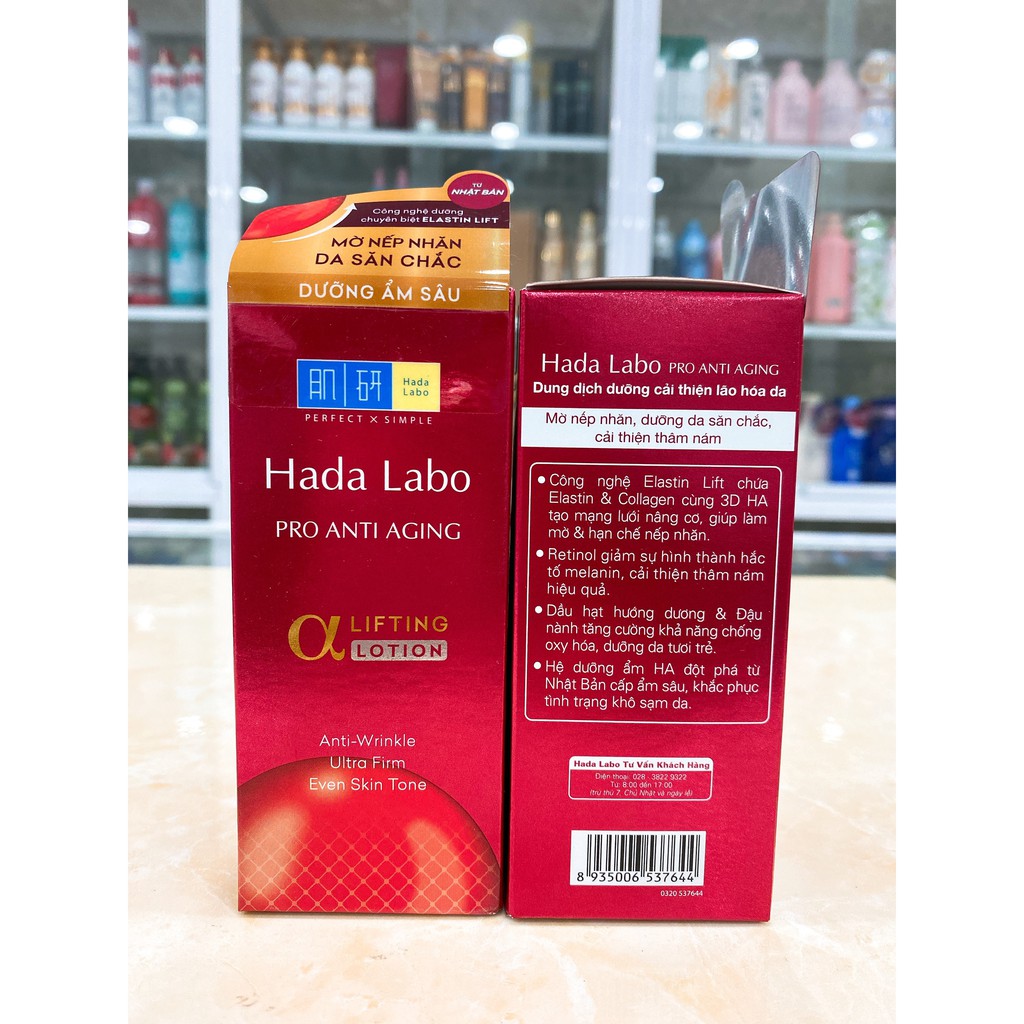 TỪ
NHẬT BẢN
Công nghệ dưỡng
chuyên biệt ELASTIN LIFT
MỜ NẾP NHĂN
DA SĂN CHẮC
DƯỠNG ẨM SÂU
肌研
Hada
Labo
PERFECT X SIMPLE
Hada Labo
PRO ANTI AGING
α LIFTING
LOTION
Anti-Wrinkle
Ultra Firm
Even Skin Tone
Hada Labo PRO ANTI AGING
Dung dịch dưỡng cải thiện lão hóa da
Mờ nếp nhăn, dưỡng da săn chắc,
cải thiện thâm nám
• Công nghệ Elastin Lift chứa
Elastin & Collagen cùng 3D HA
tạo mạng lưới nâng cơ, giúp làm
mờ & hạn chế nếp nhăn.
• Retinol giảm sự hình thành hắc
tố melanin, cải thiện thâm nám
hiệu quả.
• Dầu hạt hướng dương & Đậu
nành tăng cường khả năng chống
oxy hóa, dưỡng da tươi trẻ.
• Hệ dưỡng ẩm HA đột phá từ
Nhật Bản cấp ẩm sâu, khắc phục
tình trạng khô sạm da.
Hada Labo Tư Vấn Khách Hàng
Điện thoại: 028 - 3822 9322
Từ: 8:00 đến 17:00
(trừ thứ 7, Chủ Nhật và ngày lễ)
8 935006 537644
0320 537644